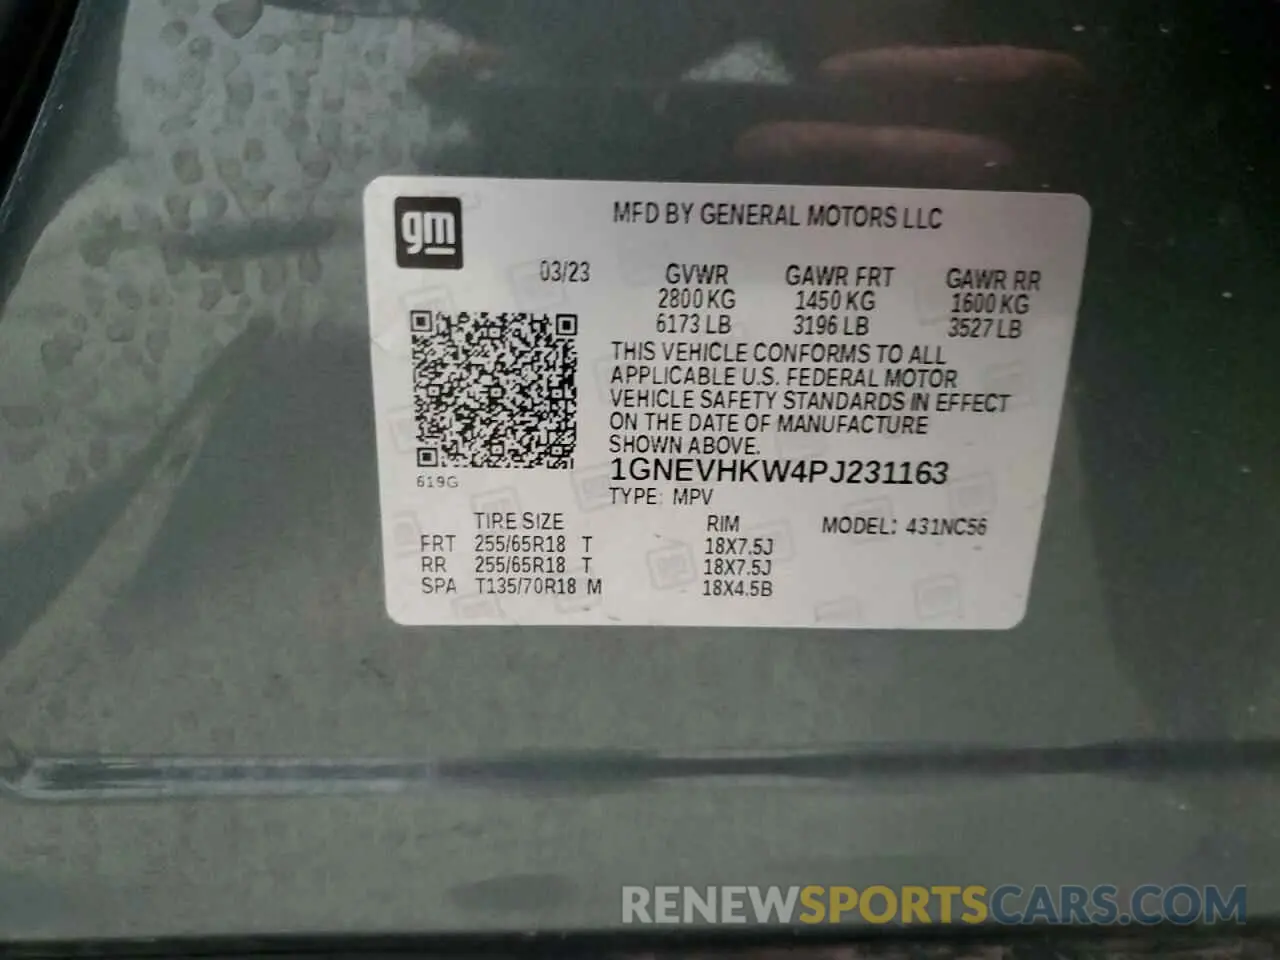 gm
MFD BY GENERAL MOTORS LLC
03/23 GVWR GAWR FRT GAWR RR
2800 KG 1450 KG 1600 KG
6173 LB 3196 LB 3527 LB
THIS VEHICLE CONFORMS TO ALL
APPLICABLE U.S. FEDERAL MOTOR
VEHICLE SAFETY STANDARDS IN EFFECT
ON THE DATE OF MANUFACTURE
SHOWN ABOVE.
1GNEVHKW4PJ231163
619G
TYPE: MPV
TIRE SIZE RIM MODEL: 431NC56
FRT 255/65R18 T 18X7.5J
RR 255/65R18 T 18X7.5J
SPA T135/70R18 M 18X4.5B
RENEWSPORTSCARS.COM